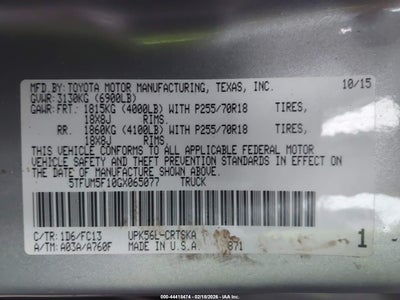 MFD.BY:TOYOTA MOTOR MANUFACTURING, TEXAS, INC. 10/15
GVWR:3130KG (6900LB)
GAWR:FRT. 1815KG (4000LB) WITH P255/70R18 TIRES,
18X8J RIMS.
RR. 1860KG (4100LB) WITH P255/70R18 TIRES,
18X8J RIMS.
THIS VEHICLE CONFORMS TO ALL APPLICABLE FEDERAL MOTOR
VEHICLE SAFETY AND THEFT PREVENTION STANDARDS IN EFFECT ON
THE DATE OF MANUFACTURE SHOWN ABOVE.
5TFUM5F10GX065077 TRUCK
C/TR:1D6/FC13 UPK56L-CRTSKA 1
A/TM:A03A/A760F MADE IN U.S.A. 871
IAA 000-44418474 - 02/18/2026 - Copyright © IAA